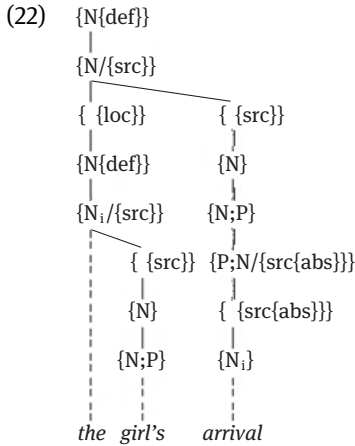 (22) {N{def}}
{N/{src}}
{ {loc}} { {src}}
{N{def}} {N}
{Nᵢ/{src}} {N;P}
{ {src}} {P;N/{src{abs}}}
{N} { {src{abs}}}
{N;P} {Nᵢ}
the girl's arrival